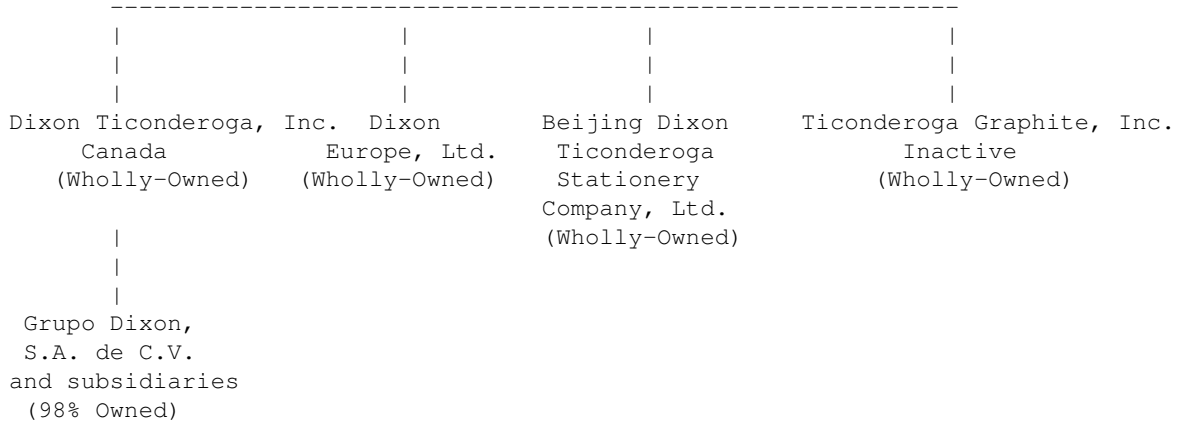 Dixon Ticonderoga, Inc. Dixon Beijing Dixon Ticonderoga Graphite, Inc.
Canada Europe, Ltd. Ticonderoga Inactive
(Wholly-Owned) (Wholly-Owned) Stationery (Wholly-Owned)
Company, Ltd.
(Wholly-Owned)
Grupo Dixon,
S.A. de C.V.
and subsidiaries
(98% Owned)